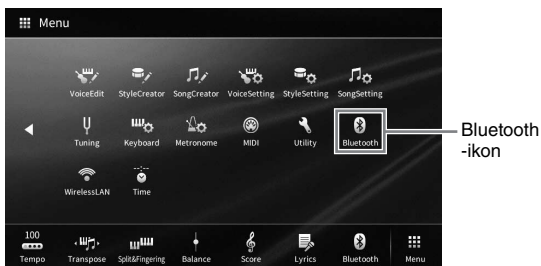 Menu
VoiceEdit StyleCreator SongCreator VoiceSetting StyleSetting SongSetting
Tuning Keyboard Metronome MIDI Utility Bluetooth
Bluetooth
-ikon
WirelessLAN --:-- Time
100
Tempo Transpose Split&Fingering Balance Score Lyrics Bluetooth Menu